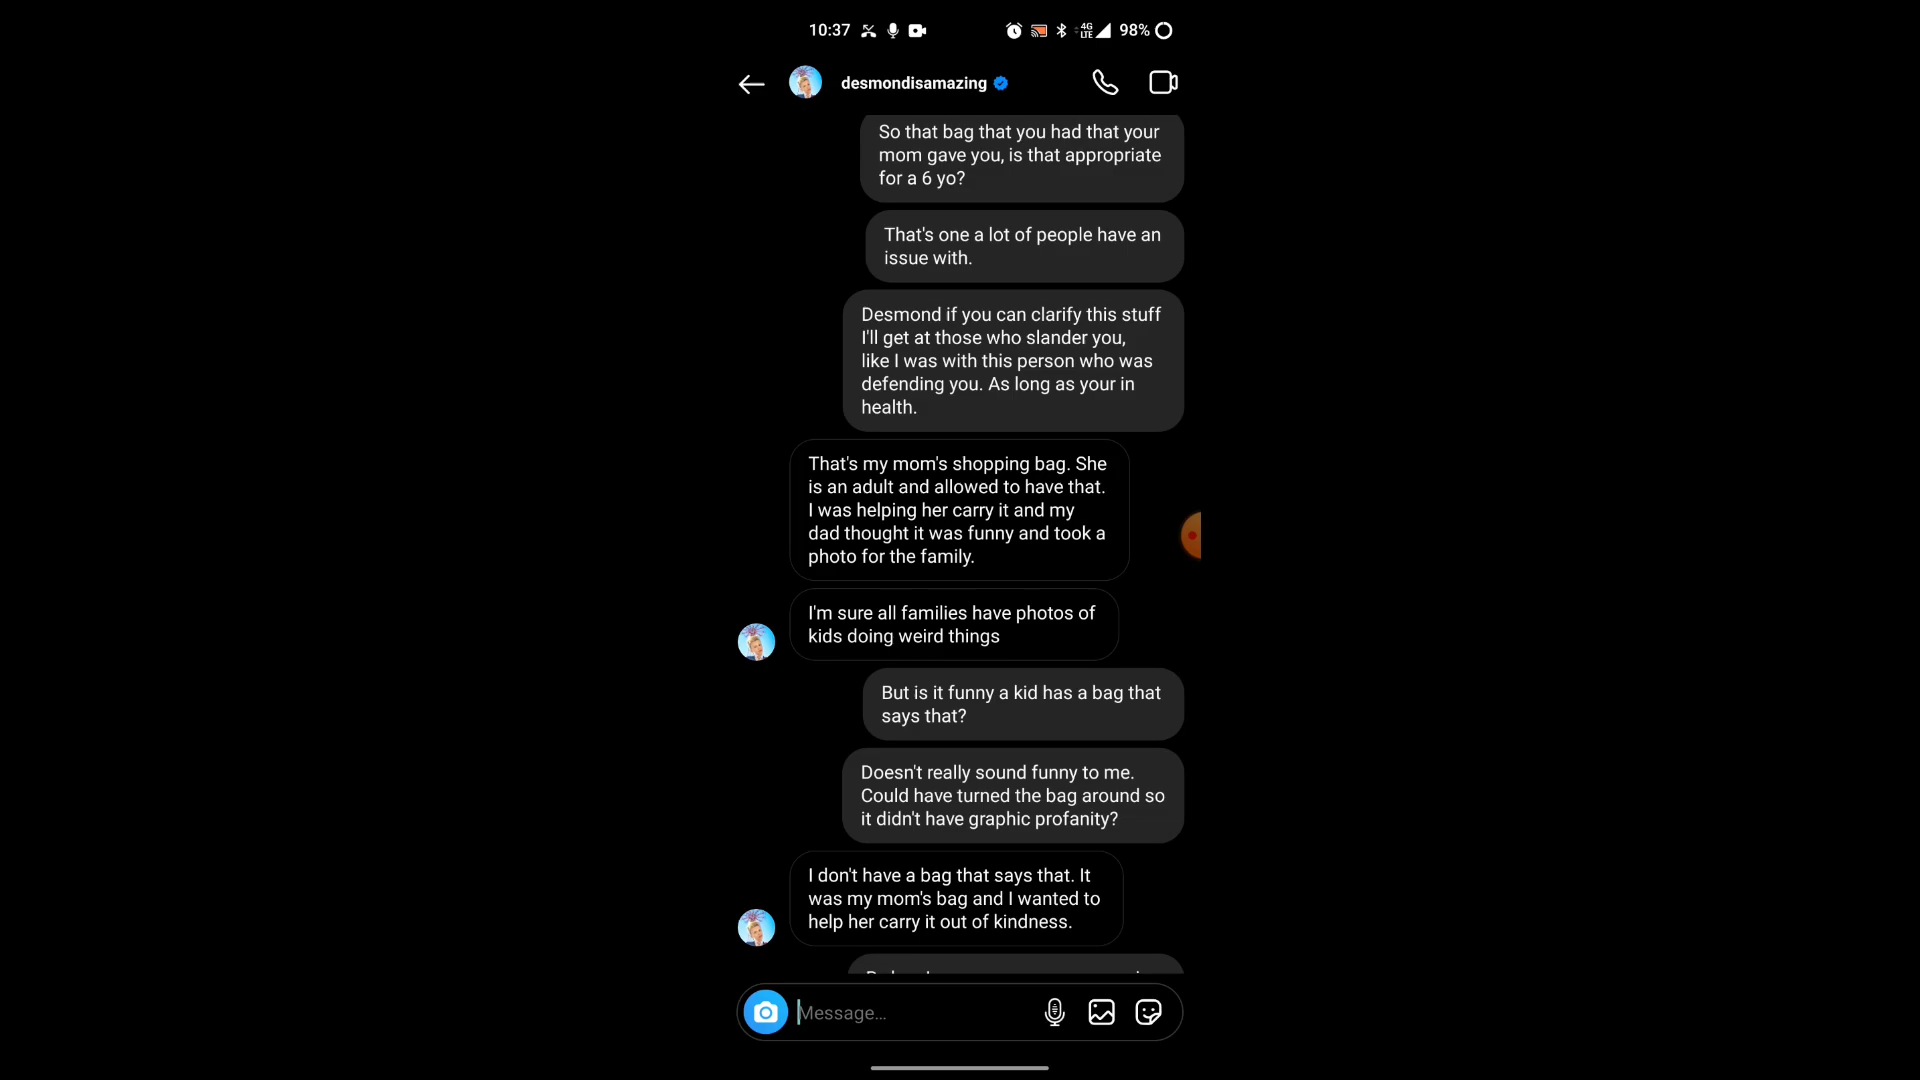 10:37
4G
LTE
98%
desmondisamazing
So that bag that you had that your
mom gave you, is that appropriate
for a 6 yo?
That's one a lot of people have an
issue with.
Desmond if you can clarify this stuff
I'll get at those who slander you,
like I was with this person who was
defending you. As long as your in
health.
That's my mom's shopping bag. She
is an adult and allowed to have that.
I was helping her carry it and my
dad thought it was funny and took a
photo for the family.
I'm sure all families have photos of
kids doing weird things
But is it funny a kid has a bag that
says that?
Doesn't really sound funny to me.
Could have turned the bag around so
it didn't have graphic profanity?
I don't have a bag that says that. It
was my mom's bag and I wanted to
help her carry it out of kindness.
Message...